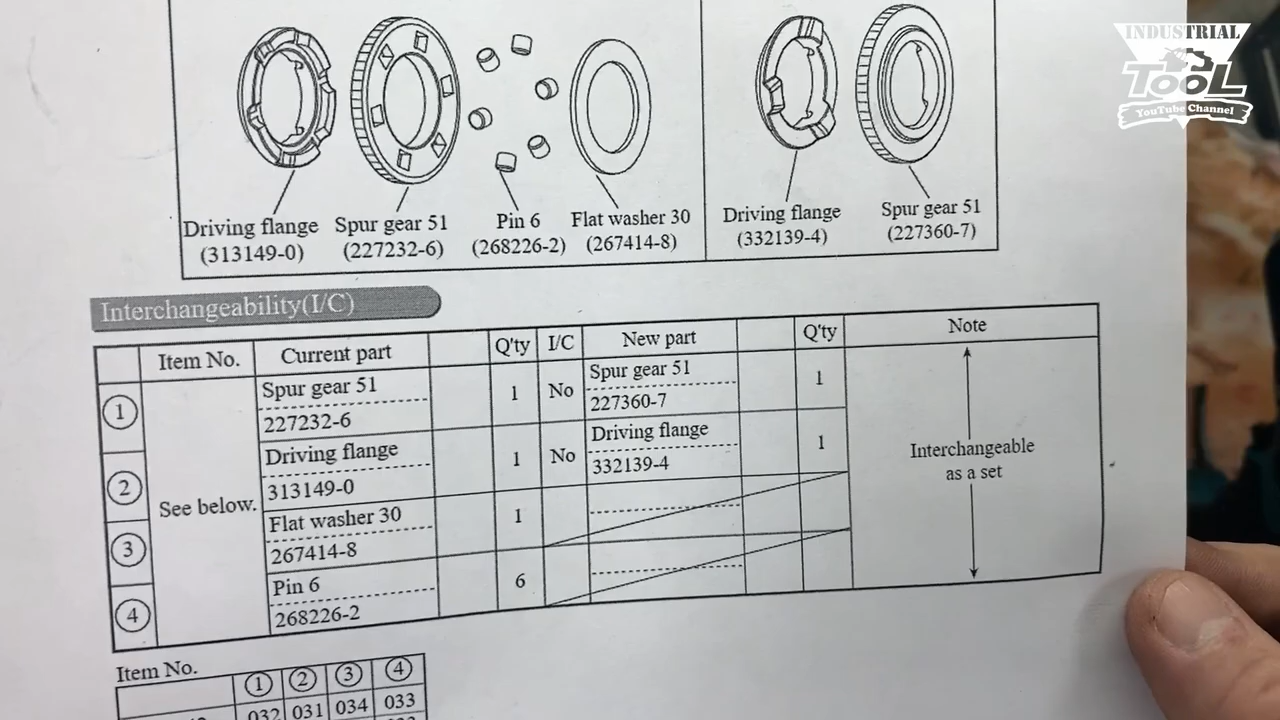 INDUSTRIAL
TOOL
YouTube Channel
Driving flange
(313149-0)
Spur gear 51
(227232-6)
Pin 6
(268226-2)
Flat washer 30
(267414-8)
Driving flange
(332139-4)
Spur gear 51
(227360-7)
Interchangeability(I/C)
Item No. Current part Q'ty I/C New part Q'ty Note
1 See below. Spur gear 51 1 No Spur gear 51 1
227232-6 227360-7
2 Driving flange 1 No Driving flange 1
313149-0 332139-4
3 Flat washer 30 1
267414-8
4 Pin 6 6
268226-2
Interchangeable
as a set
Item No.
1 2 3 4
032 031 034 033